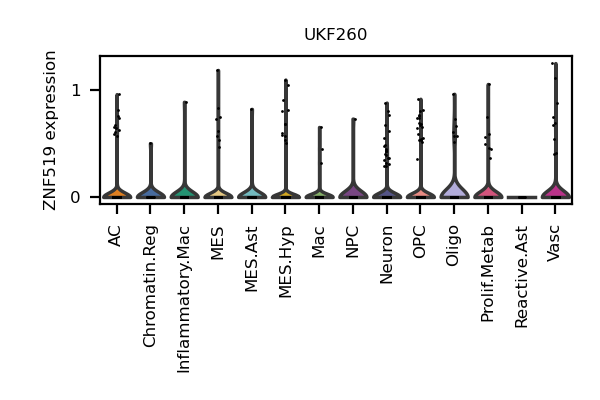 UKF260
ZNF519 expression
1
0
AC
Chromatin.Reg
Inflammatory.Mac
MES
MES.Ast
MES.Hyp
Mac
NPC
Neuron
OPC
Oligo
Prolif.Metab
Reactive.Ast
Vasc